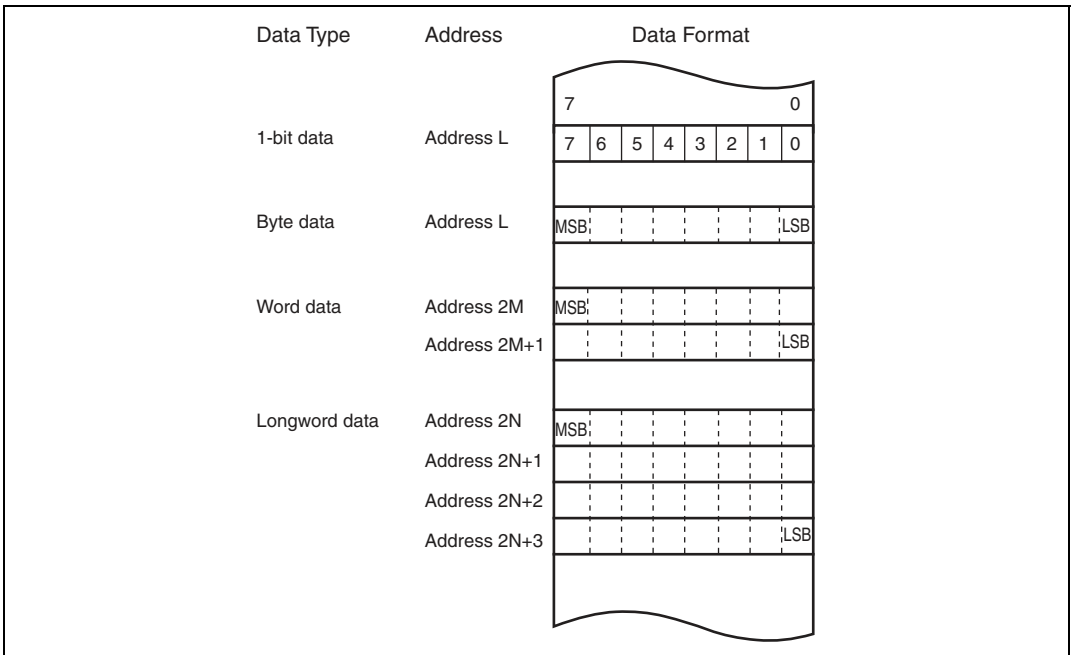 Data Type Address Data Format
7 0
1-bit data Address L 7 6 5 4 3 2 1 0
Byte data Address L MSB LSB
Word data Address 2M MSB
Address 2M+1 LSB
Longword data Address 2N MSB
Address 2N+1
Address 2N+2
Address 2N+3 LSB